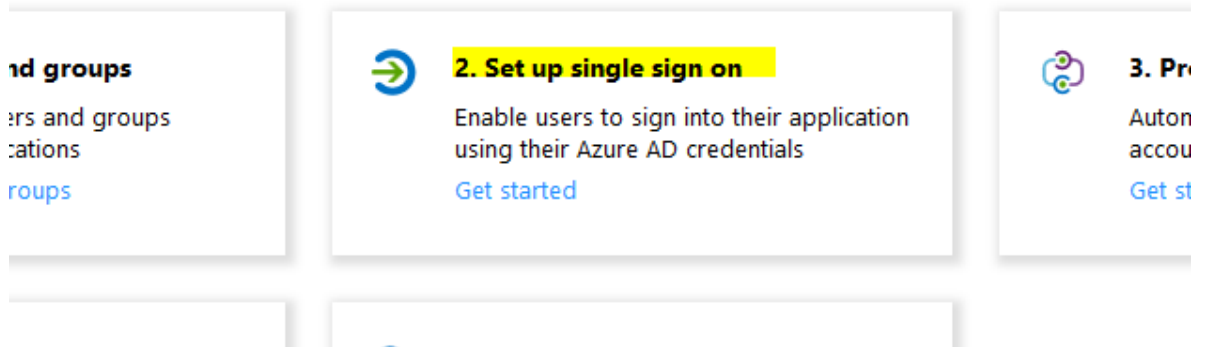 nd groups
ers and groups
cations
roups
2. Set up single sign on
Enable users to sign into their application
using their Azure AD credentials
Get started
3. Pr
Autom
accou
Get st